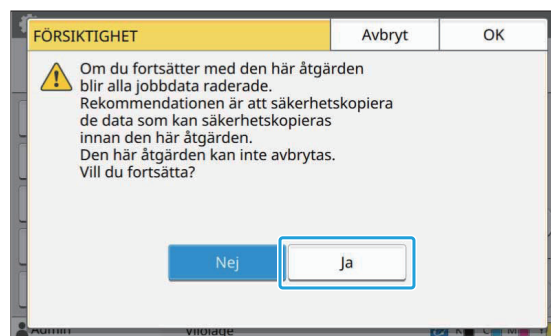 FÖRSIKTIGHET Avbryt OK
Om du fortsätter med den här åtgärden
blir alla jobbdata raderade.
Rekommendationen är att säkerhetskopiera
de data som kan säkerhetskopieras
innan den här åtgärden.
Den här åtgärden kan inte avbrytas.
Vill du fortsätta?
Nej Ja
Admin Viloläge K C M Y